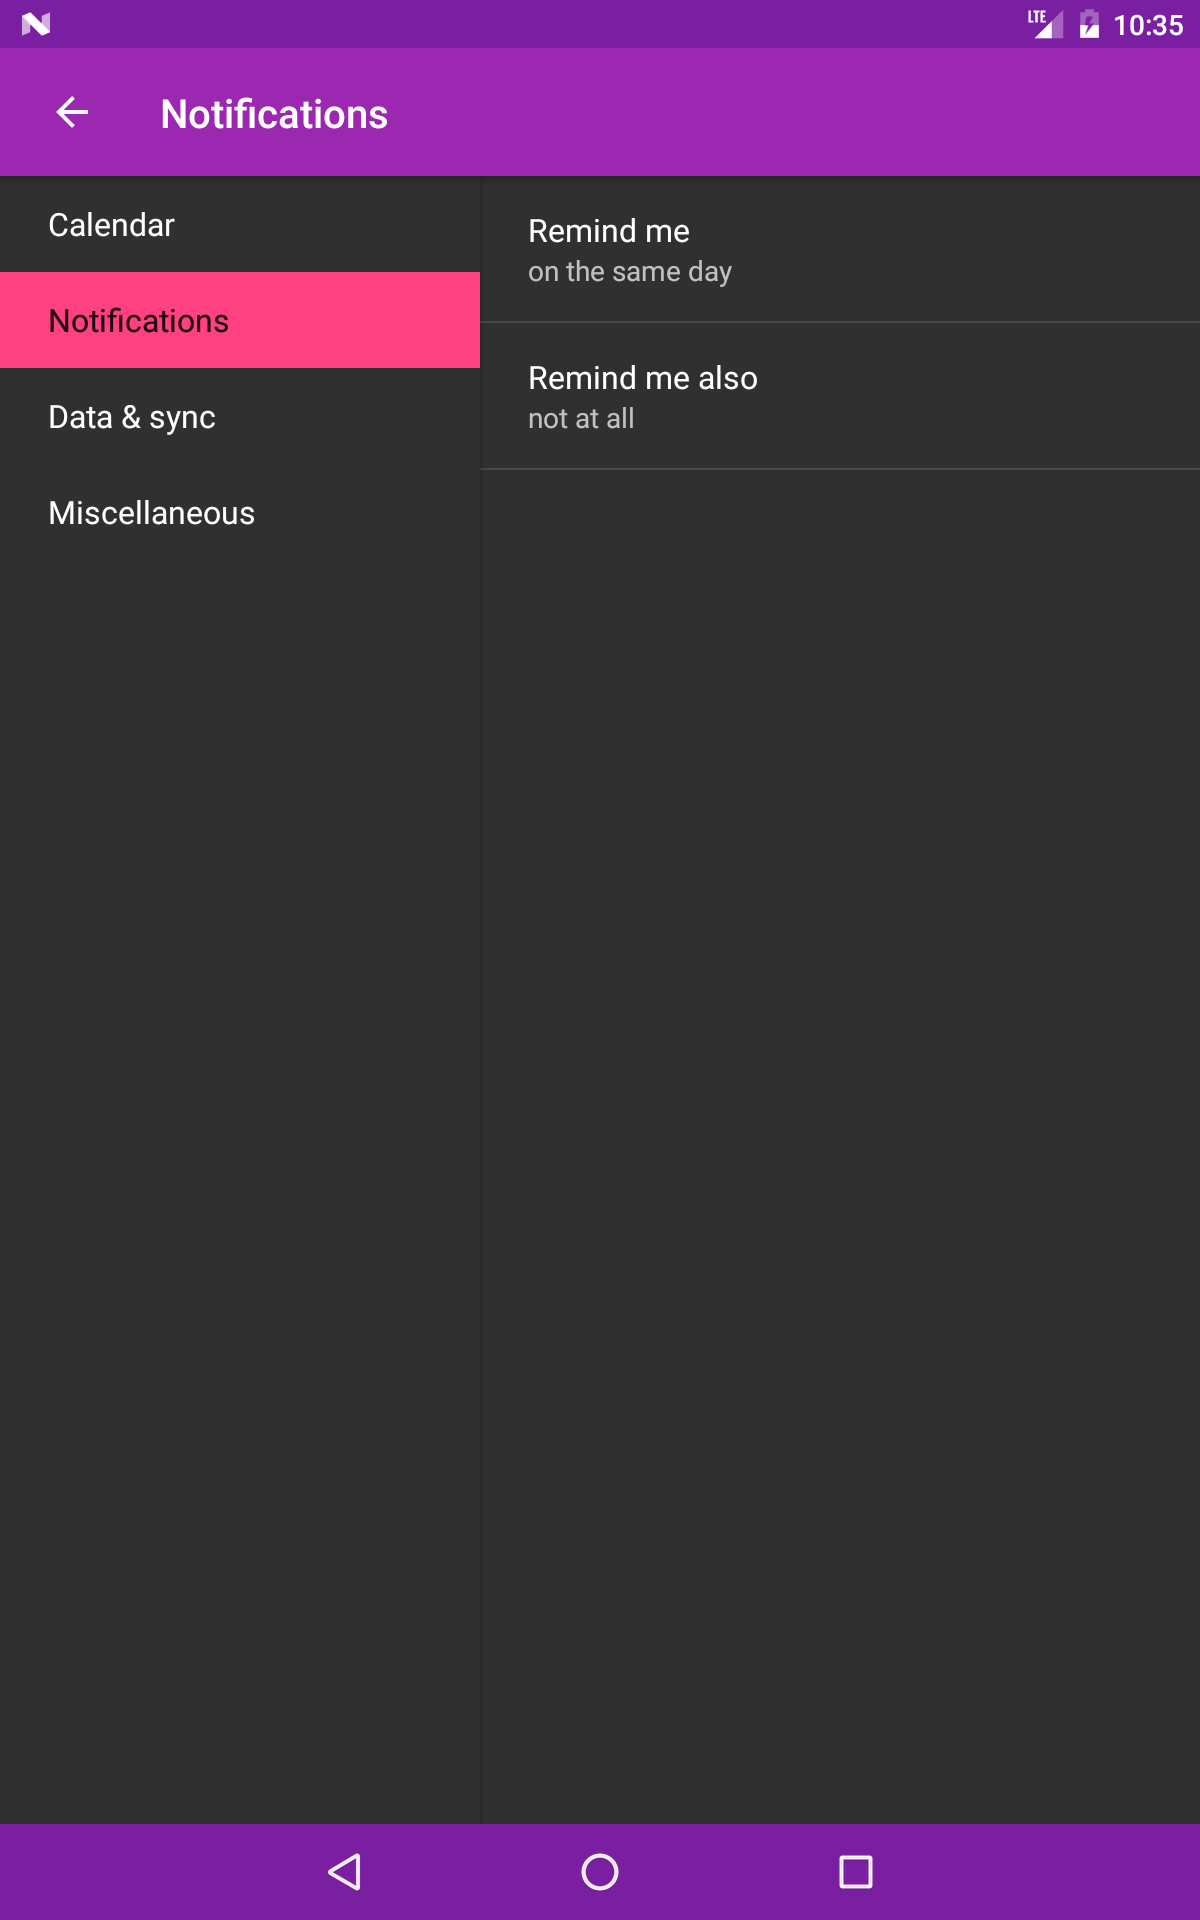 LTE 10:35
Notifications
Calendar
Notifications
Data & sync
Miscellaneous
Remind me
on the same day
Remind me also
not at all